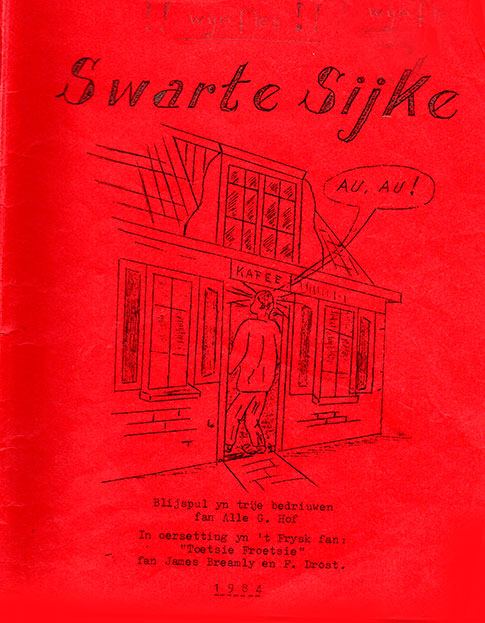 Swarte Sijke
AU, AU!
KAFEE
Blijspul yn trije bedriuwen
fan Alle G. Hof
In oersetting yn 't Frysk fan:
"Toetsie Froetsie"
fan James Breamly en F. Drost.
1984